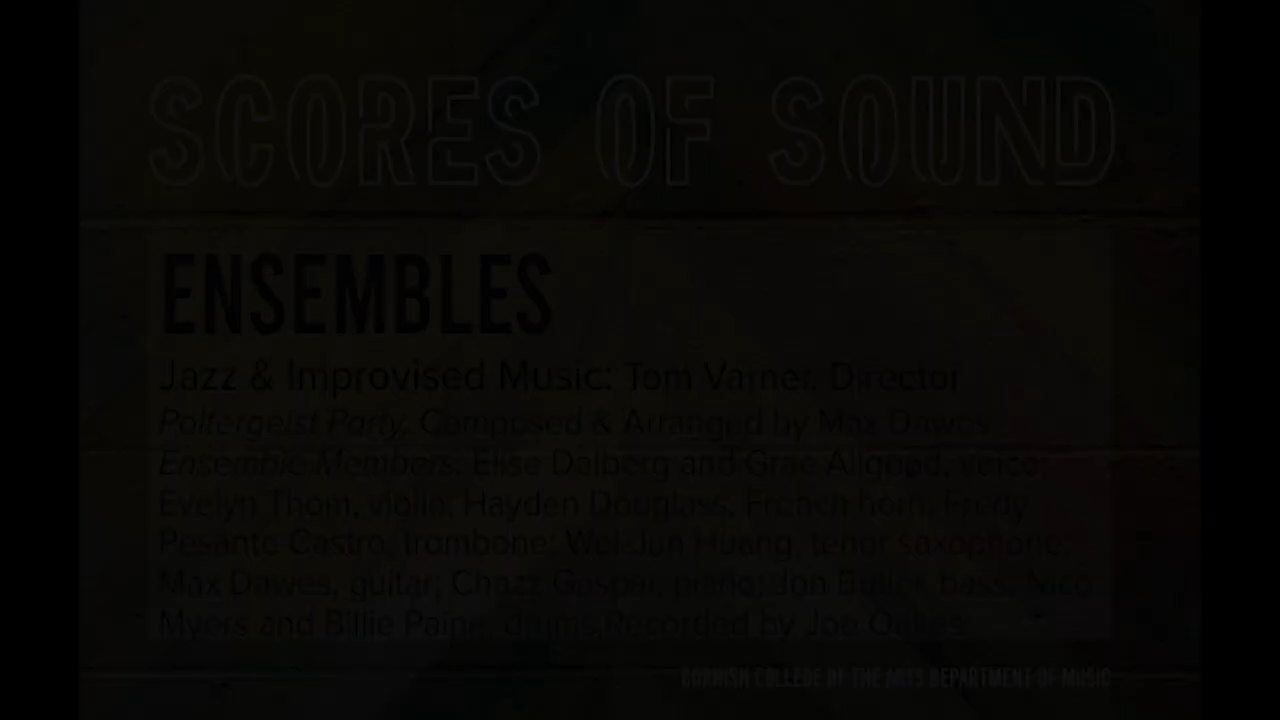 SCORES OF SOUND
ENSEMBLES
Jazz & Improvised Music: Tom Varner, Director
Poltergeist Party, Composed & Arranged by Max Dawes
Ensemble Members: Elise Dalberg and Grae Allgood, voice;
Evelyn Thom, violin; Hayden Douglass, French horn; Fredy
Pesante Castro, trombone; Wei-Jun Huang, tenor saxophone;
Max Dawes, guitar; Chazz Gaspar, piano; Jon Butler, bass. Nico
Myers and Billie Paine, drums,Recorded by Joe Oakes
CORNISH COLLEGE OF THE ARTS DEPARTMENT OF MUSIC